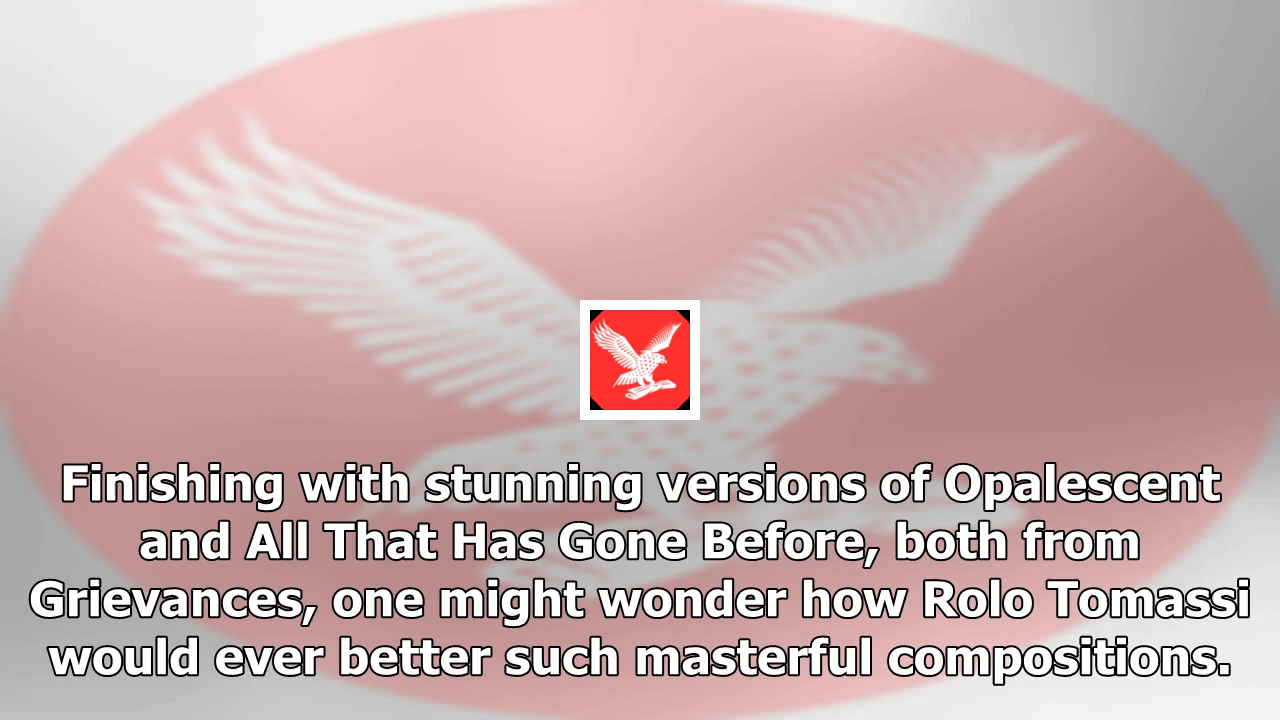 Finishing with stunning versions of Opalescent
and All That Has Gone Before, both from
Grievances, one might wonder how Rolo Tomassi
would ever better such masterful compositions.